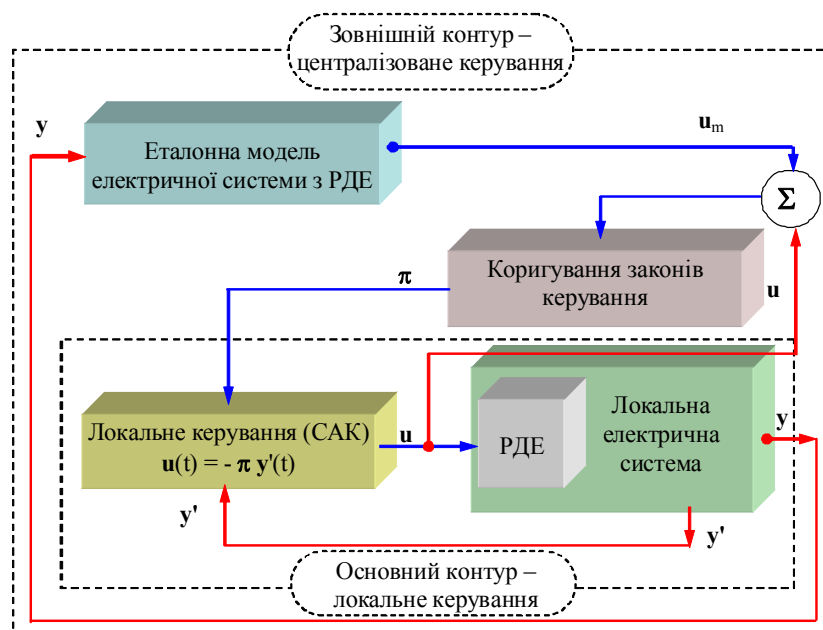 Зовнішній контур –
централізоване керування
y
Еталонна модель
електричної системи з РДЕ
u_m
Σ
Коригування законів
керування
π
u
Локальне керування (САК)
u(t) = - π y'(t)
u
РДЕ
Локальна
електрична
система
y
y'
y'
Основний контур –
локальне керування